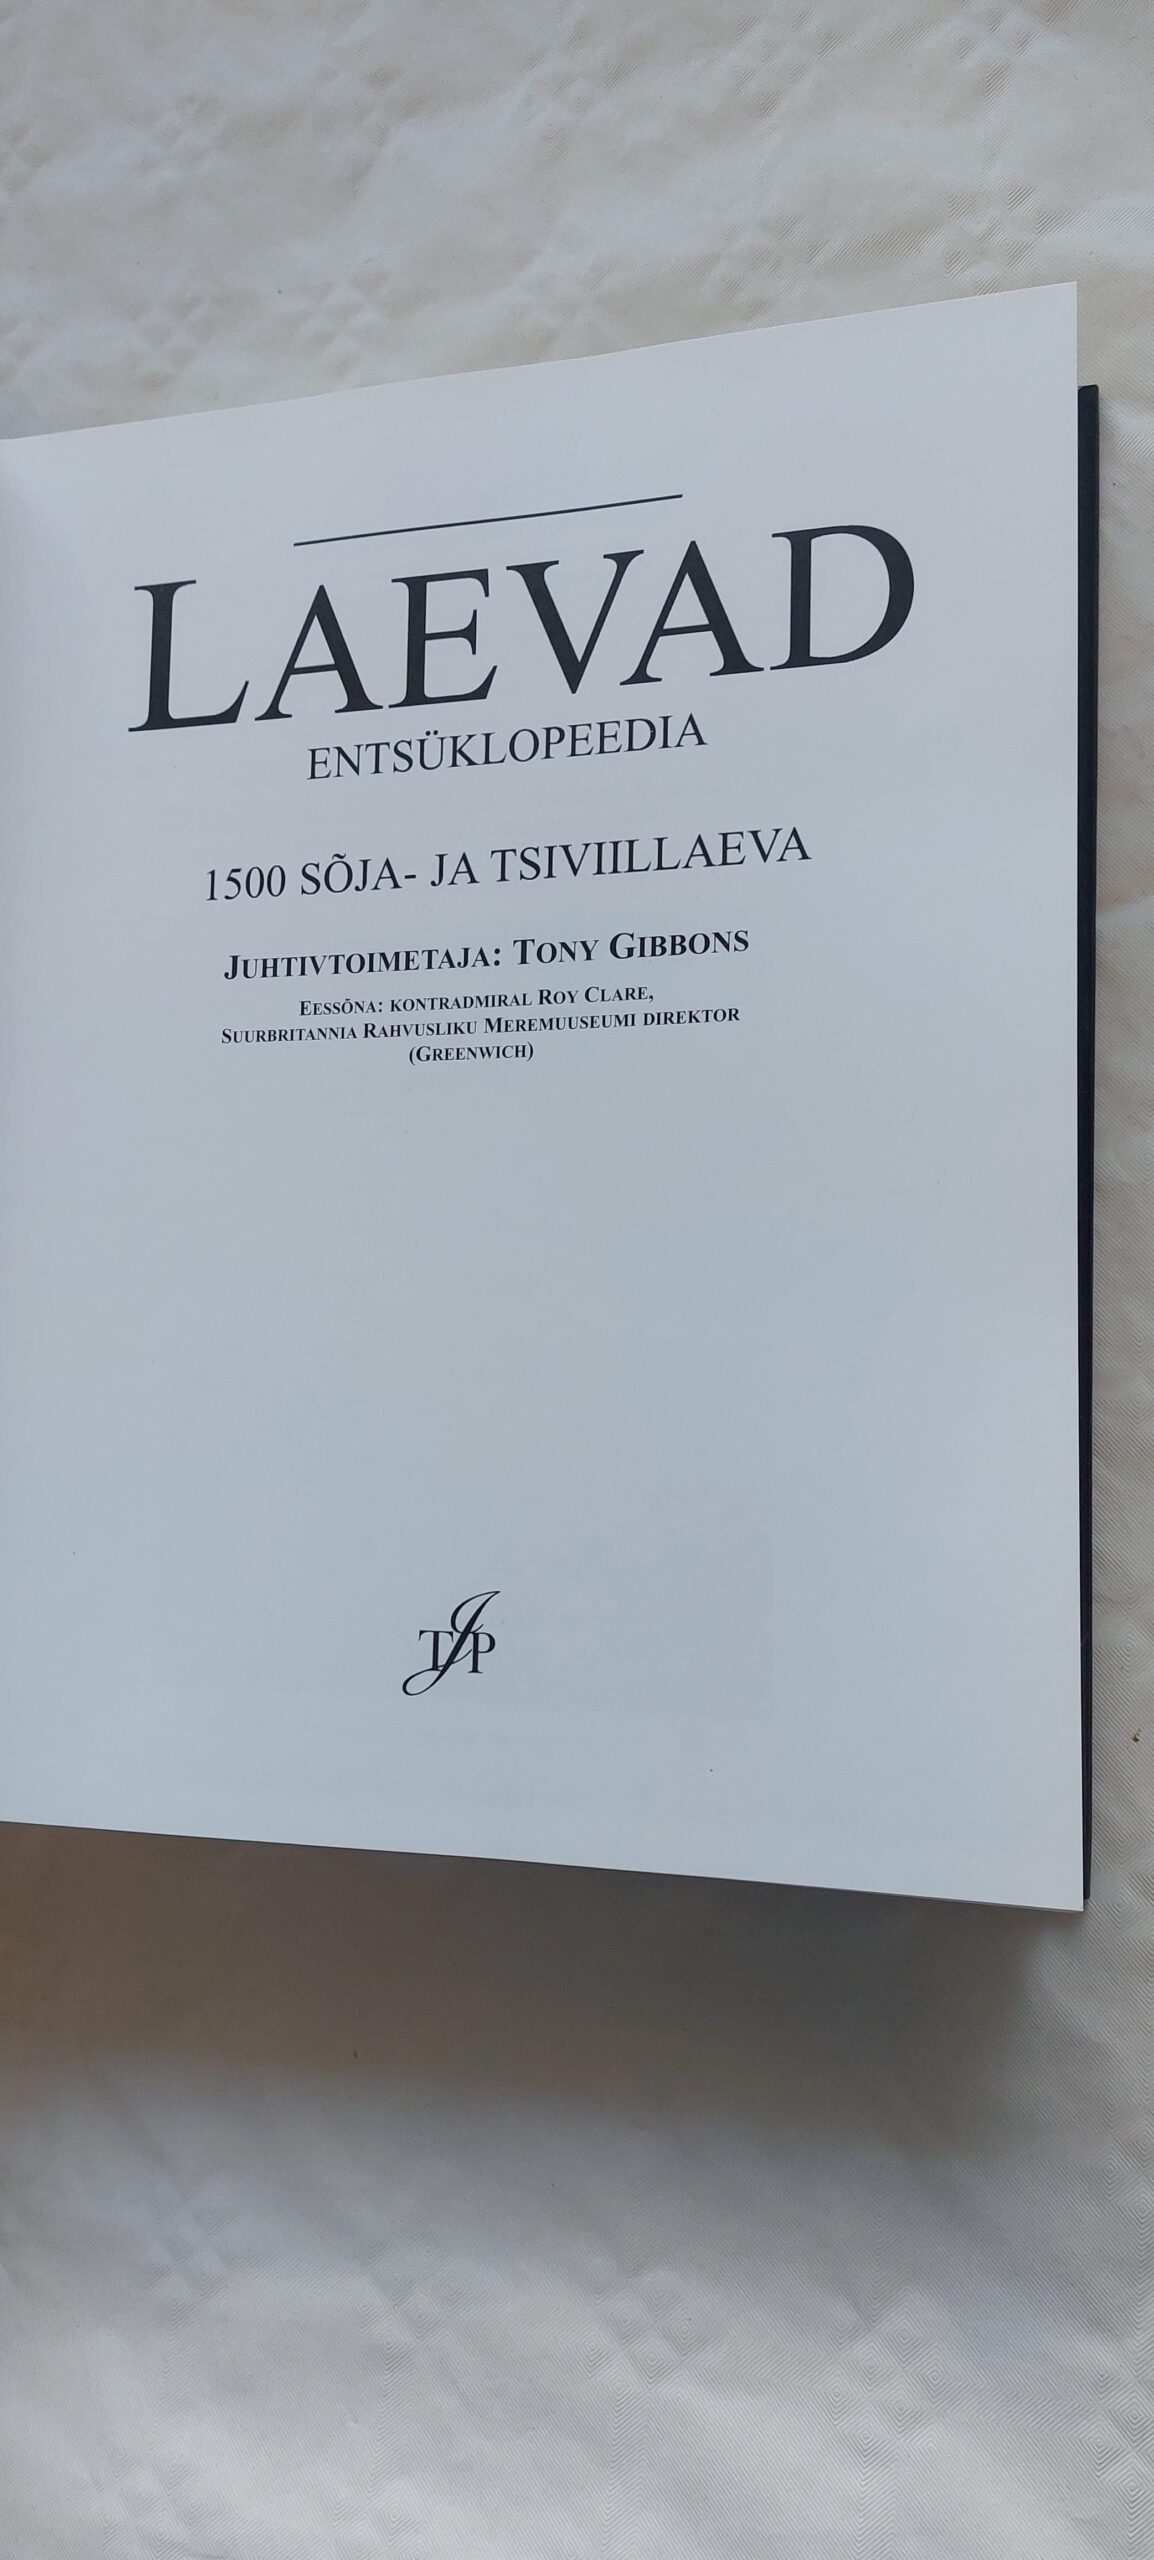 LAEVAD
ENTSÜKLOPEEDIA
1500 SÕJA- JA TSIVIILLAEVA
JUHTIVTOIMETAJA: TONY GIBBONS
EESSÕNA: KONTRADMIRAL ROY CLARE,
SUURBRITANNIA RAHVUSLIKU MEREMUUSEUMI DIREKTOR
(GREENWICH)
TJP